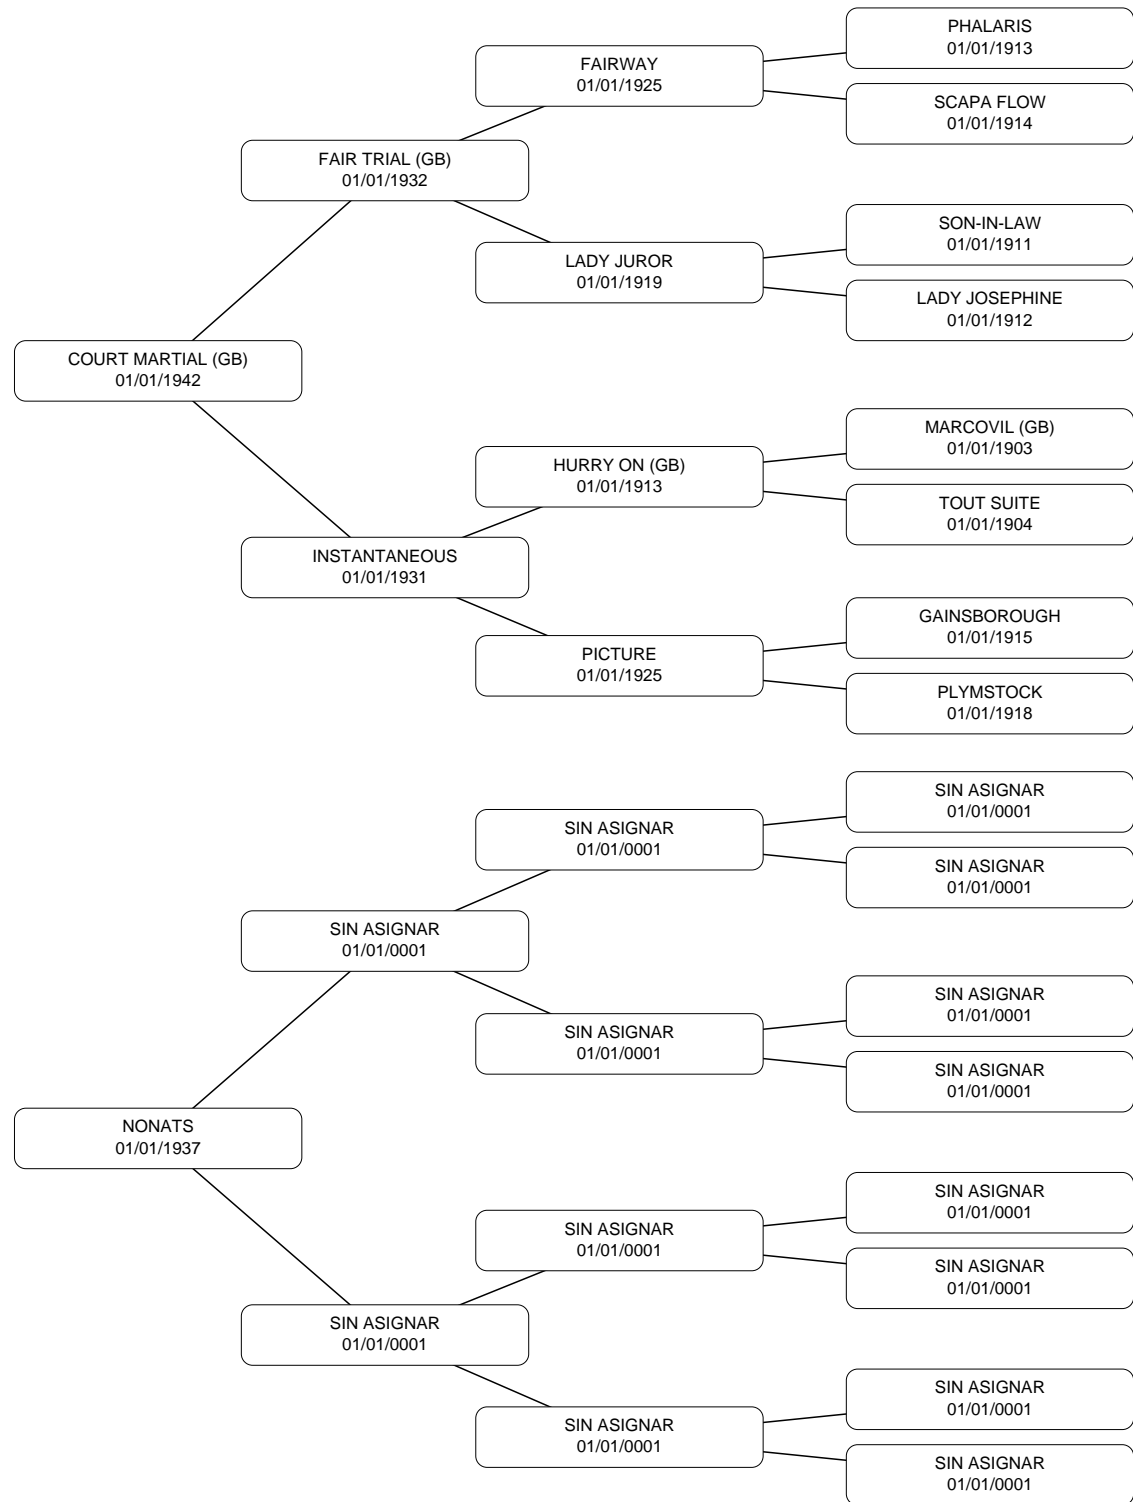 PHALARIS
01/01/1913
FAIRWAY
01/01/1925
SCAPA FLOW
01/01/1914
FAIR TRIAL (GB)
01/01/1932
SON-IN-LAW
01/01/1911
LADY JUROR
01/01/1919
LADY JOSEPHINE
01/01/1912
COURT MARTIAL (GB)
01/01/1942
MARCOVIL (GB)
01/01/1903
HURRY ON (GB)
01/01/1913
TOUT SUITE
01/01/1904
INSTANTANEOUS
01/01/1931
GAINSBOROUGH
01/01/1915
PICTURE
01/01/1925
PLYMSTOCK
01/01/1918
SIN ASIGNAR
01/01/0001
SIN ASIGNAR
01/01/0001
SIN ASIGNAR
01/01/0001
SIN ASIGNAR
01/01/0001
SIN ASIGNAR
01/01/0001
SIN ASIGNAR
01/01/0001
SIN ASIGNAR
01/01/0001
NONATS
01/01/1937
SIN ASIGNAR
01/01/0001
SIN ASIGNAR
01/01/0001
SIN ASIGNAR
01/01/0001
SIN ASIGNAR
01/01/0001
SIN ASIGNAR
01/01/0001
SIN ASIGNAR
01/01/0001
SIN ASIGNAR
01/01/0001